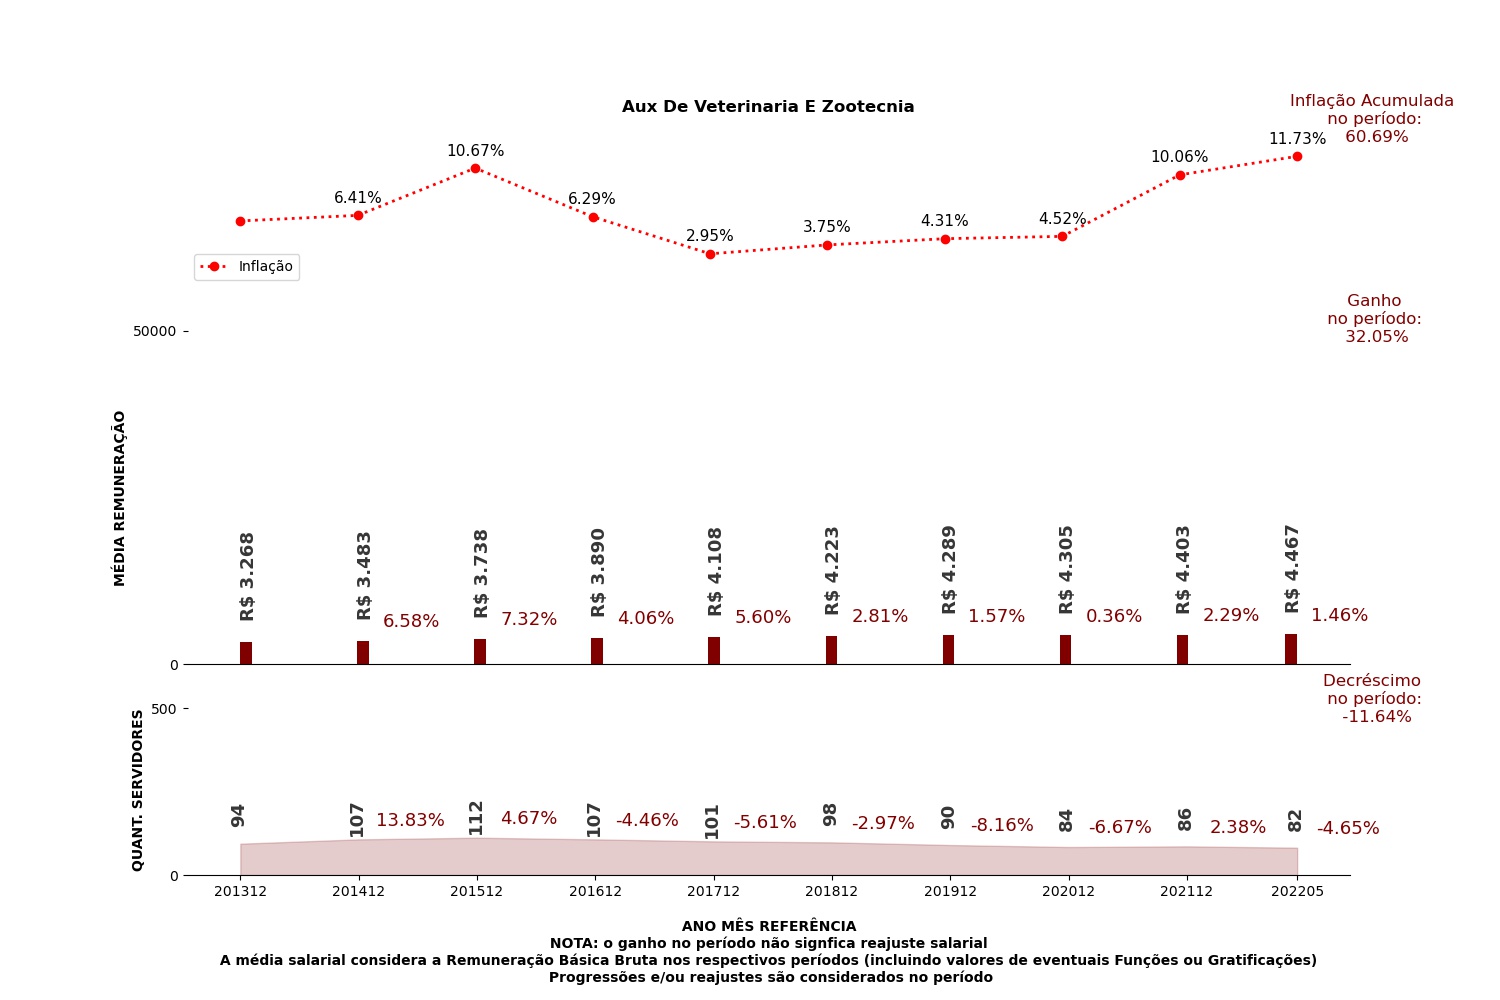 Aux De Veterinaria E Zootecnia
Inflação Acumulada
no período:
60.69%
6.41%
10.67%
6.29%
2.95%
3.75%
4.31%
4.52%
10.06%
11.73%
Inflação
Ganho
no período:
32.05%
50000
0
MÉDIA REMUNERAÇÃO
R$ 3.268
R$ 3.483
R$ 3.738
R$ 3.890
R$ 4.108
R$ 4.223
R$ 4.289
R$ 4.305
R$ 4.403
R$ 4.467
6.58%
7.32%
4.06%
5.60%
2.81%
1.57%
0.36%
2.29%
1.46%
Decréscimo
no período:
-11.64%
500
0
QUANT. SERVIDORES
94
107
112
107
101
98
90
84
86
82
13.83%
4.67%
-4.46%
-5.61%
-2.97%
-8.16%
-6.67%
2.38%
-4.65%
201312
201412
201512
201612
201712
201812
201912
202012
202112
202205
ANO MÊS REFERÊNCIA
NOTA: o ganho no período não signfica reajuste salarial
A média salarial considera a Remuneração Básica Bruta nos respectivos períodos (incluindo valores de eventuais Funções ou Gratificações)
Progressões e/ou reajustes são considerados no período